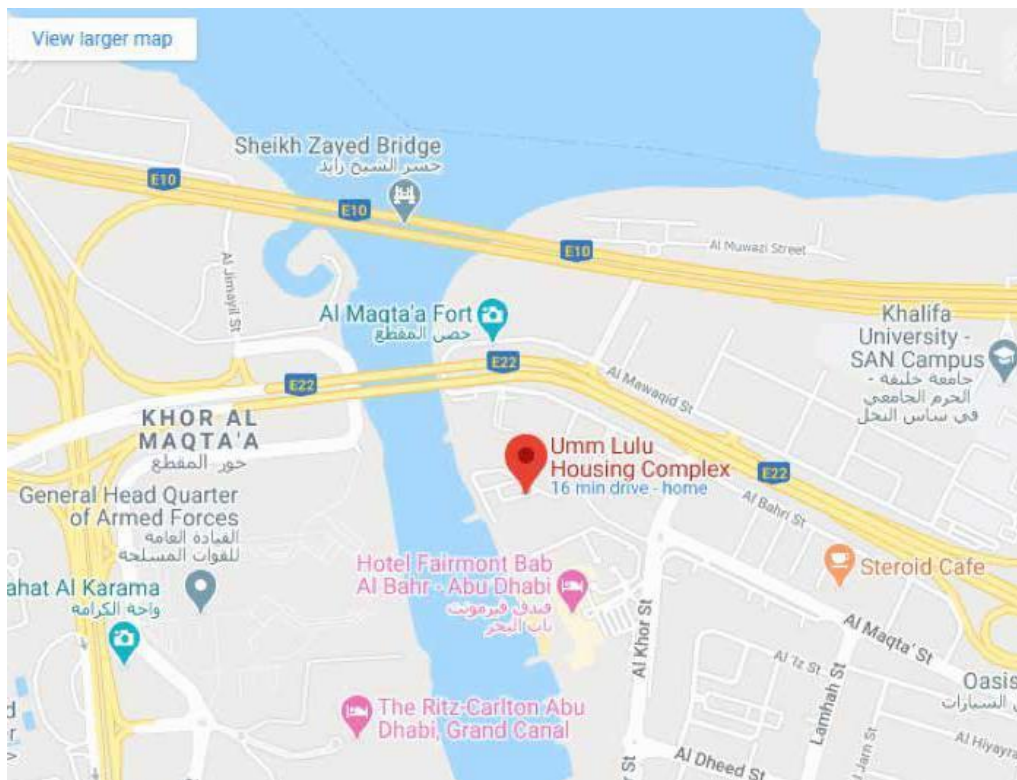 View larger map
Sheikh Zayed Bridge
جسر الشيخ زايد
E10
E10
E10
E10
Al Muwazi Street
Al Jimayil St
Al Maqta'a Fort
حصن المقطع
Khalifa
University -
SAN Campus
جامعة خليفة -
الحرم الجامعي
في ساس النخل
E22
E22
Al Mawaqid St
KHOR AL
MAQTA'A
خور المقطع
Umm Lulu
Housing Complex
16 min drive - home
E22
Al Bahri St
General Head Quarter
of Armed Forces
القيادة العامة
للقوات المسلحة
Hotel Fairmont Bab
Al Bahr - Abu Dhabi
فندق فيرمونت
باب البحر
Steroid Cafe
ahat Al Karama
واحة الكرامة
Al Khor St
Al Maqta' St
Al 'Iz St
Lamhah St
Oasis
السيارات
The Ritz-Carlton Abu
Dhabi, Grand Canal
Al Dheed St
Jarn St
Al Hiyayra
r St